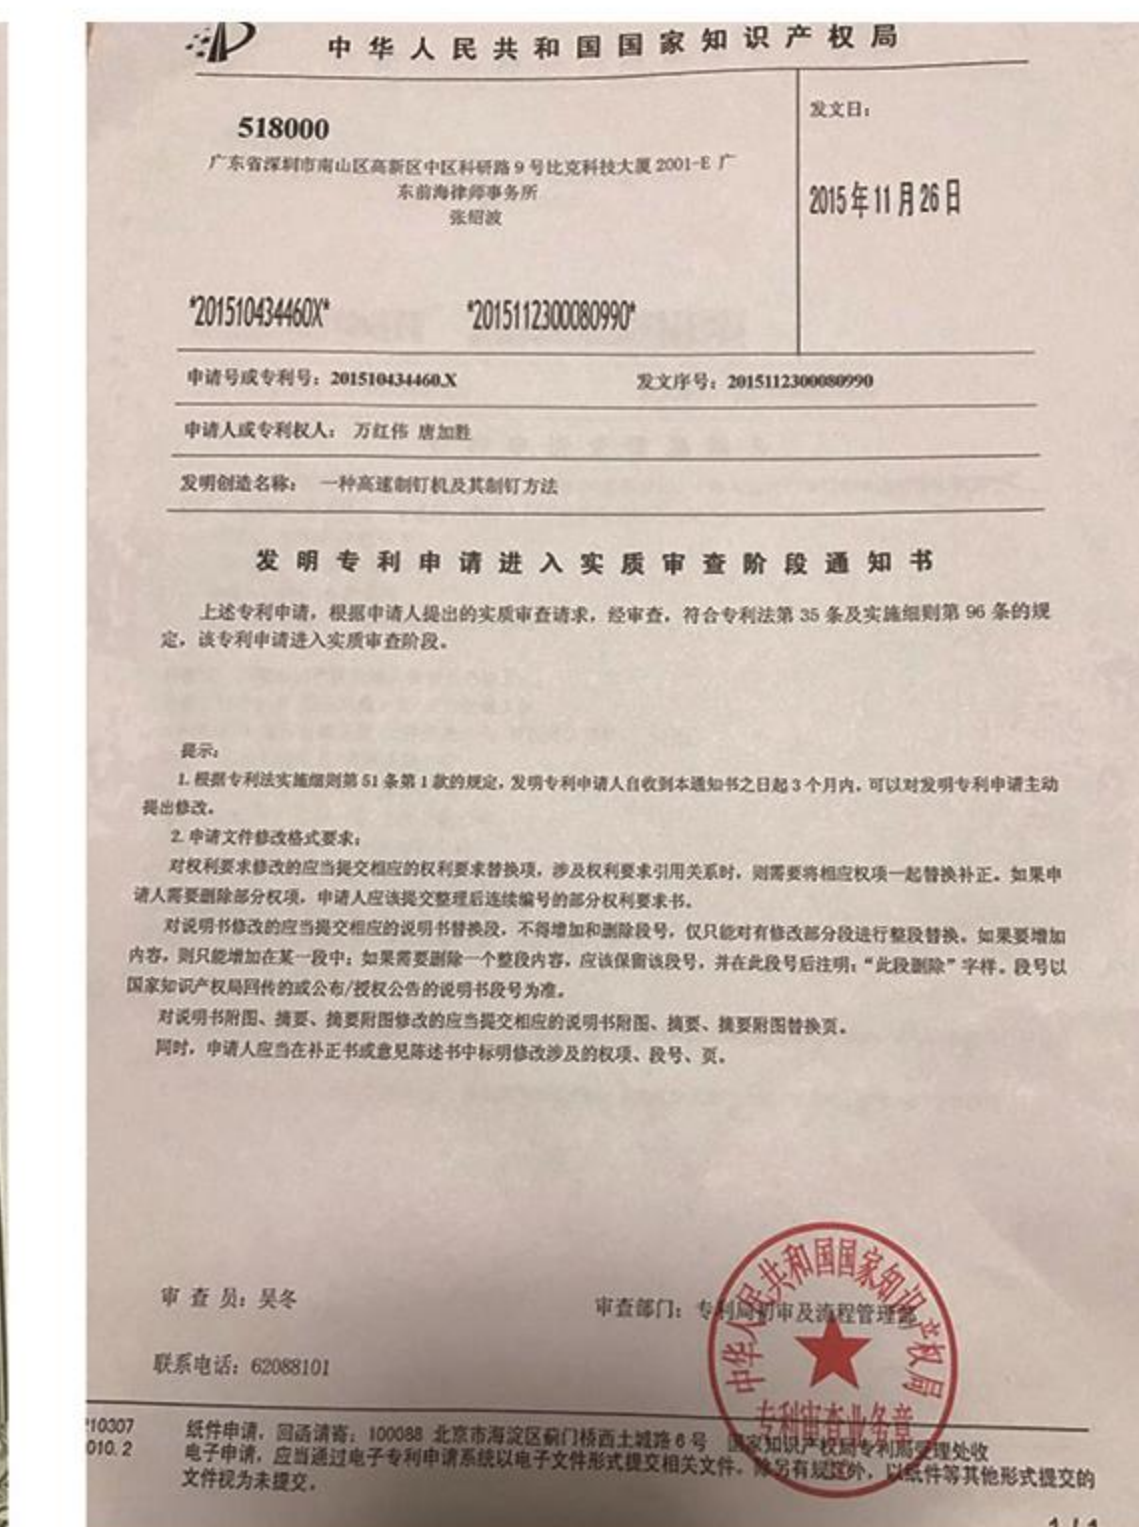 中华人民共和国国家知识产权局
518000
广东省深圳市南山区高新区中区科研路9号比克科技大厦2001-E 广
东前海律师事务所
张绍波
发文日：
2015年11月26日
*201510434460X*
*2015112300080990*
申请号或专利号：201510434460.X
发文序号：2015112300080990
申请人或专利权人：万红伟 唐加胜
发明创造名称：一种高速制钉机及其制钉方法
发明专利申请进入实质审查阶段通知书
上述专利申请，根据申请人提出的实质审查请求，经审查，符合专利法第35条及实施细则第96条的规
定，该专利申请进入实质审查阶段。
提示：
1.根据专利法实施细则第51条第1款的规定，发明专利申请人自收到本通知书之日起3个月内，可以对发明专利申请主动
提出修改。
2.申请文件修改格式要求：
对权利要求修改的应当提交相应的权利要求替换项，涉及权利要求引用关系时，则需要将相应权项一起替换补正。如果申
请人需要删除部分权项，申请人应该提交整理后连续编号的部分权利要求书。
对说明书修改的应当提交相应的说明书替换段，不得增加和删除段号，仅只能对有修改部分段进行整段替换。如果要增加
内容，则只能增加在某一段中；如果需要删除一个整段内容，应该保留该段号，并在此段号后注明：“此段删除”字样。段号以
国家知识产权局回传的或公布/授权公告的说明书段号为准。
对说明书附图、摘要、摘要附图修改的应当提交相应的说明书附图、摘要、摘要附图替换页。
同时，申请人应当在补正书或意见陈述书中标明修改涉及的权项、段号、页。
审 查 员：吴冬
审查部门：专利局初审及流程管理部
联系电话：62088101
中华人民共和国国家知识产权局
专利审查业务章
210307
2010.2
纸件申请，回函请寄：100088 北京市海淀区蓟门桥西土城路6号 国家知识产权局专利局受理处收
电子申请，应当通过电子专利申请系统以电子文件形式提交相关文件。除另有规定外，以纸件等其他形式提交的
文件视为未提交。